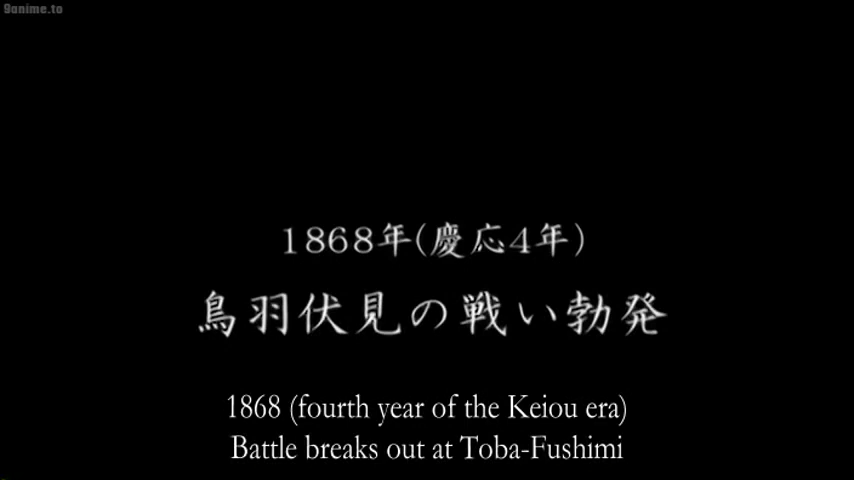 9anime.to
1868年(慶応4年)
鳥羽伏見の戦い勃発
1868 (fourth year of the Keiou era)
Battle breaks out at Toba-Fushimi